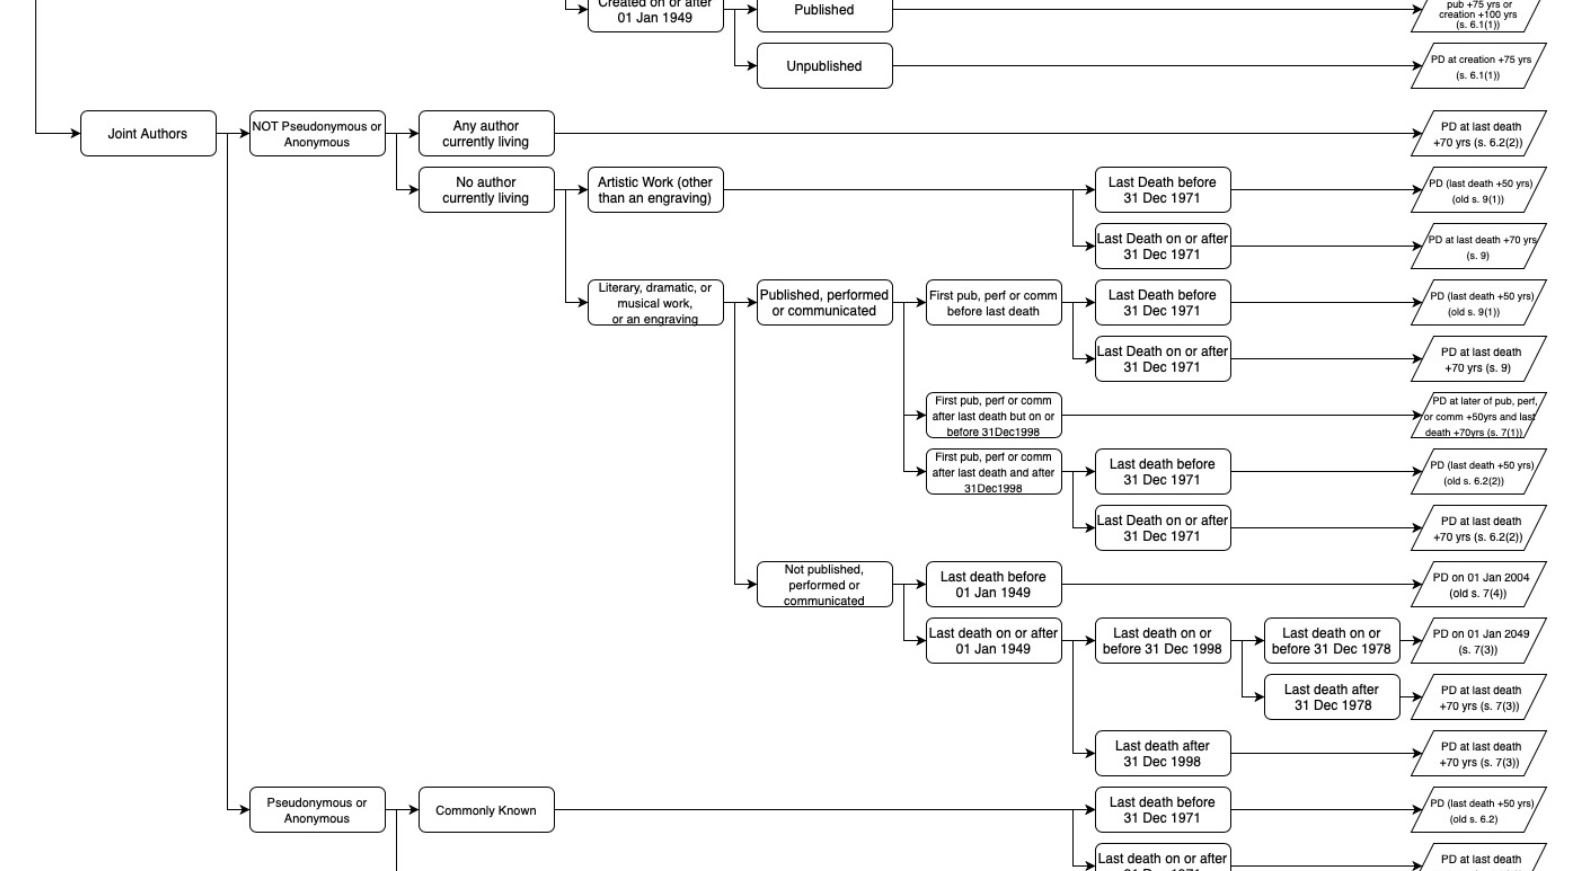 Created on or after
01 Jan 1949
Published
pub +75 yrs or
creation +100 yrs
(s. 6.1(1))
Unpublished
PD at creation +75 yrs
(s. 6.1(1))
Joint Authors
NOT Pseudonymous or
Anonymous
Any author
currently living
PD at last death
+70 yrs (s. 6.2(2))
No author
currently living
Artistic Work (other
than an engraving)
Last Death before
31 Dec 1971
PD (last death +50 yrs)
(old s. 9(1))
Last Death on or after
31 Dec 1971
PD at last death +70 yrs
(s. 9)
Literary, dramatic, or
musical work,
or an engraving
Published, performed
or communicated
First pub, perf or comm
before last death
Last Death before
31 Dec 1971
PD (last death +50 yrs)
(old s. 9(1))
Last Death on or after
31 Dec 1971
PD at last death
+70 yrs (s. 9)
First pub, perf or comm
after last death but on or
before 31Dec1998
PD at later of pub, perf,
or comm +50yrs and last
death +70yrs (s. 7(1))
First pub, perf or comm
after last death and after
31Dec1998
Last death before
31 Dec 1971
PD (last death +50 yrs)
(old s. 6.2(2))
Last Death on or after
31 Dec 1971
PD at last death
+70 yrs (s. 6.2(2))
Not published,
performed or
communicated
Last death before
01 Jan 1949
PD on 01 Jan 2004
(old s. 7(4))
Last death on or after
01 Jan 1949
Last death on or
before 31 Dec 1998
Last death on or
before 31 Dec 1978
PD on 01 Jan 2049
(s. 7(3))
Last death after
31 Dec 1978
PD at last death
+70 yrs (s. 7(3))
Last death after
31 Dec 1998
PD at last death
+70 yrs (s. 7(3))
Pseudonymous or
Anonymous
Commonly Known
Last death before
31 Dec 1971
PD (last death +50 yrs)
(old s. 6.2)
Last death on or after
31 Dec 1971
PD at last death